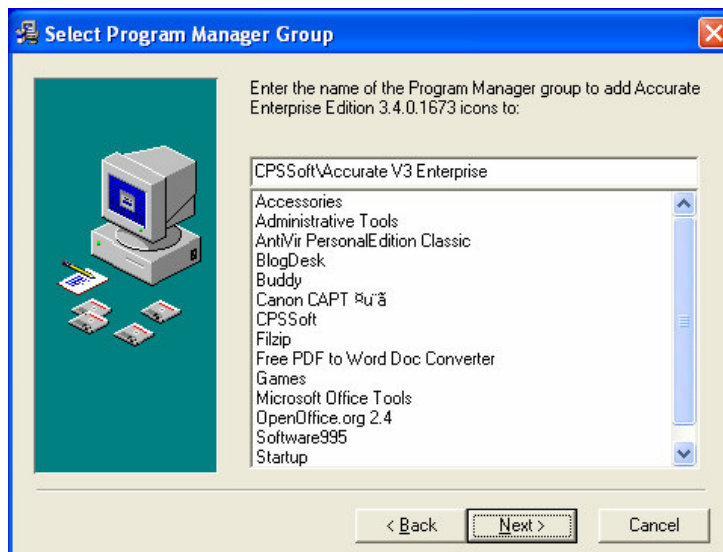 Select Program Manager Group
Enter the name of the Program Manager group to add Accurate
Enterprise Edition 3.4.0.1673 icons to:
CPSSoft\Accurate V3 Enterprise
Accessories
Administrative Tools
AntiVir PersonalEdition Classic
BlogDesk
Buddy
Canon CAPT ¤u¨ã
CPSSoft
Filzip
Free PDF to Word Doc Converter
Games
Microsoft Office Tools
OpenOffice.org 2.4
Software995
Startup
< Back
Next >
Cancel